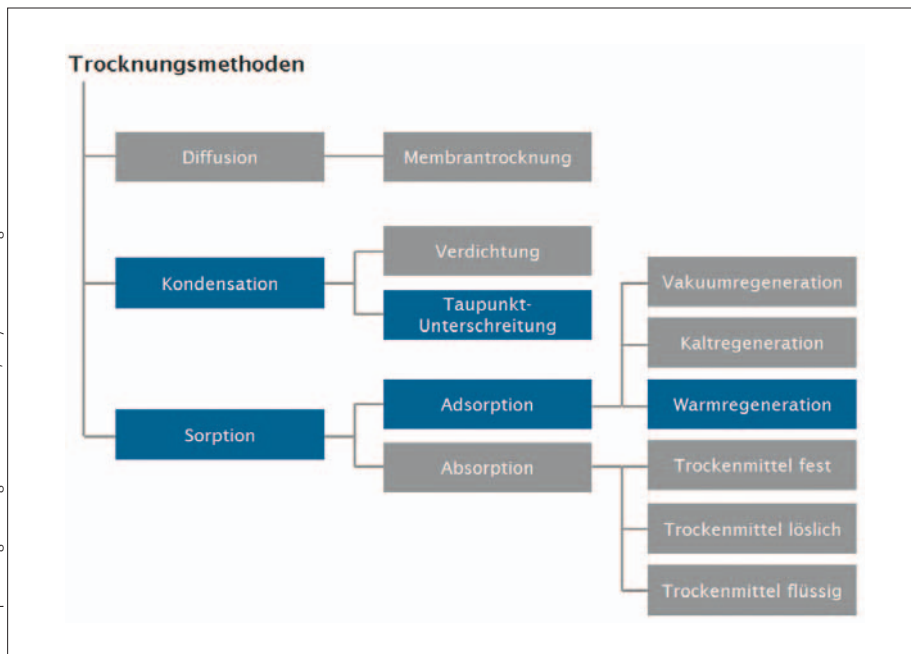 Trocknungsmethoden
Diffusion
Membrantrocknung
Kondensation
Verdichtung
Taupunkt-
Unterschreitung
Sorption
Adsorption
Vakuumregeneration
Kaltregeneration
Warmregeneration
Absorption
Trockenmittel fest
Trockenmittel löslich
Trockenmittel flüssig